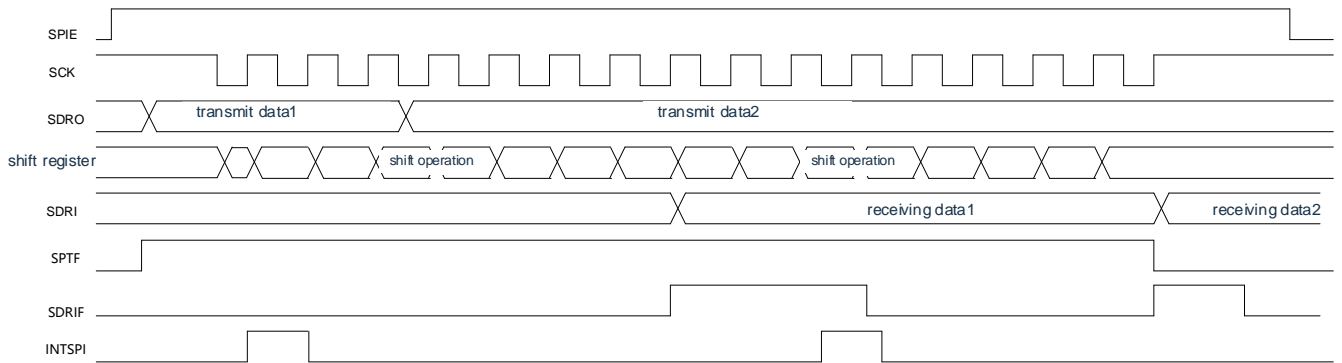 SPIE
SCK
SDRO transmit data1 transmit data2
shift register shift operation shift operation
SDRI receiving data1 receiving data2
SPTF
SDRIF
INTSPI